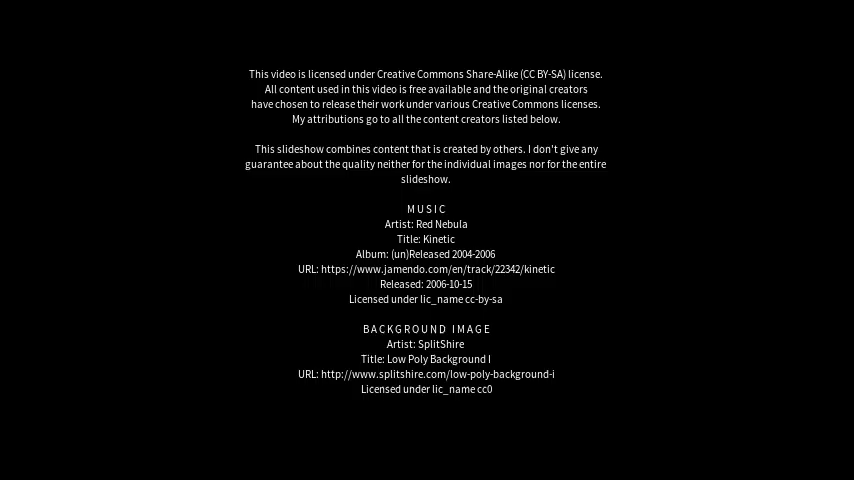 This video is licensed under Creative Commons Share-Alike (CC BY-SA) license.
All content used in this video is free available and the original creators
have chosen to release their work under various Creative Commons licenses.
My attributions go to all the content creators listed below.
This slideshow combines content that is created by others. I don't give any
guarantee about the quality neither for the individual images nor for the entire
slideshow.
MUSIC
Artist: Red Nebula
Title: Kinetic
Album: (un)Released 2004-2006
URL: https://www.jamendo.com/en/track/22342/kinetic
Released: 2006-10-15
Licensed under lic_name cc-by-sa
BACKGROUND IMAGE
Artist: SplitShire
Title: Low Poly Background I
URL: http://www.splitshire.com/low-poly-background-i
Licensed under lic_name cc0